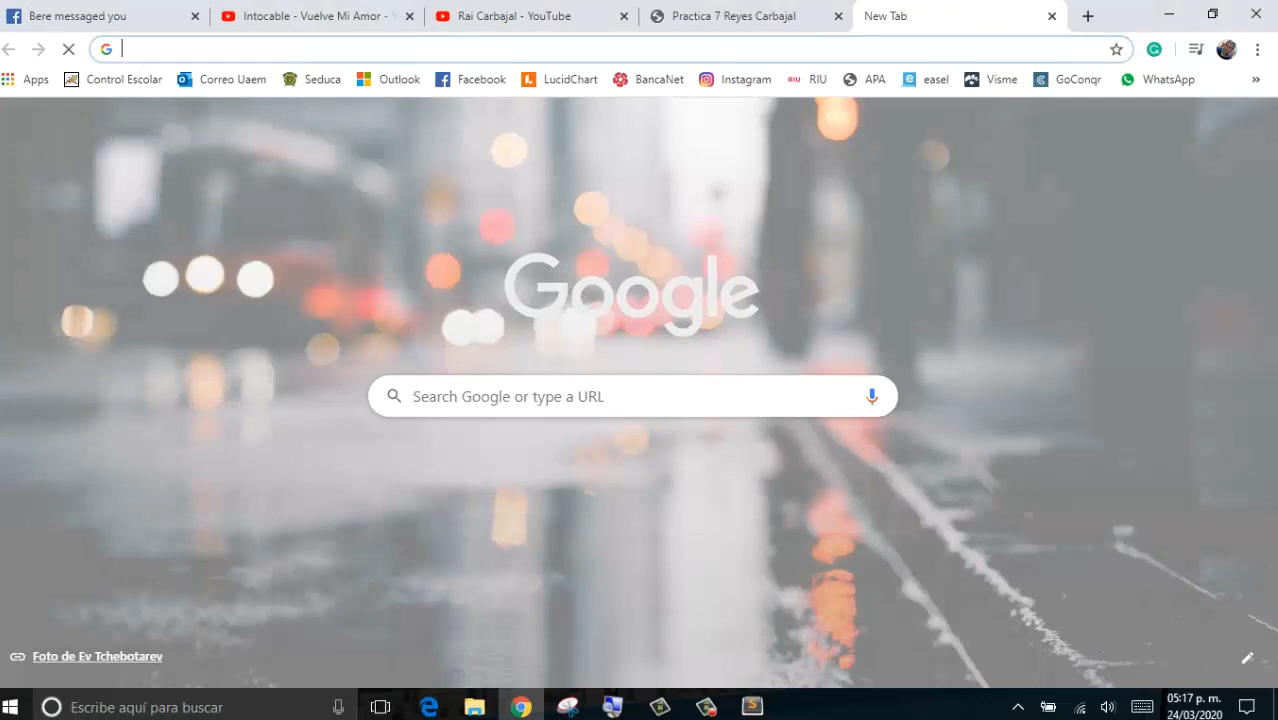 Bere messaged you
Intocable - Vuelve Mi Amor - Y
Rai Carbajal - YouTube
Practica 7 Reyes Carbajal
New Tab
Apps
Control Escolar
Correo Uaem
Seduca
Outlook
Facebook
LucidChart
BancaNet
Instagram
RIU RIU
APA
easel
Visme
GoConqr
WhatsApp
»
Google
Search Google or type a URL
Foto de Ev Tchebotarev
Escribe aquí para buscar
05:17 p. m.
24/03/2020